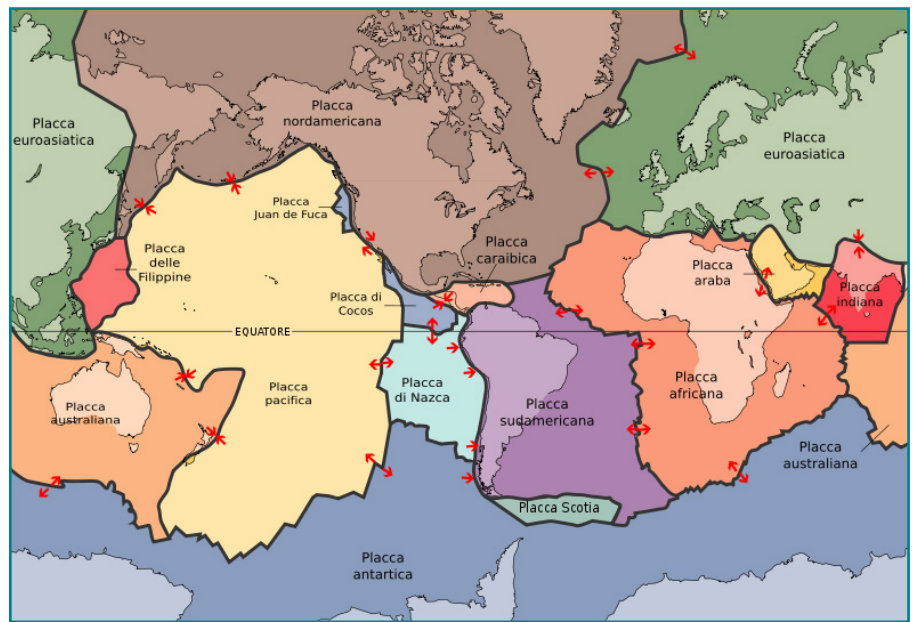 Placca
nordamericana
Placca
euroasiatica
Placca
euroasiatica
Placca
Juan de Fuca
Placca
delle
Filippine
Placca
caraibica
Placca
araba
Placca
indiana
Placca di
Cocos
EQUATORE
Placca
pacifica
Placca
di Nazca
Placca
sudamericana
Placca
africana
Placca
australiana
Placca
australiana
Placca Scotia
Placca
antartica